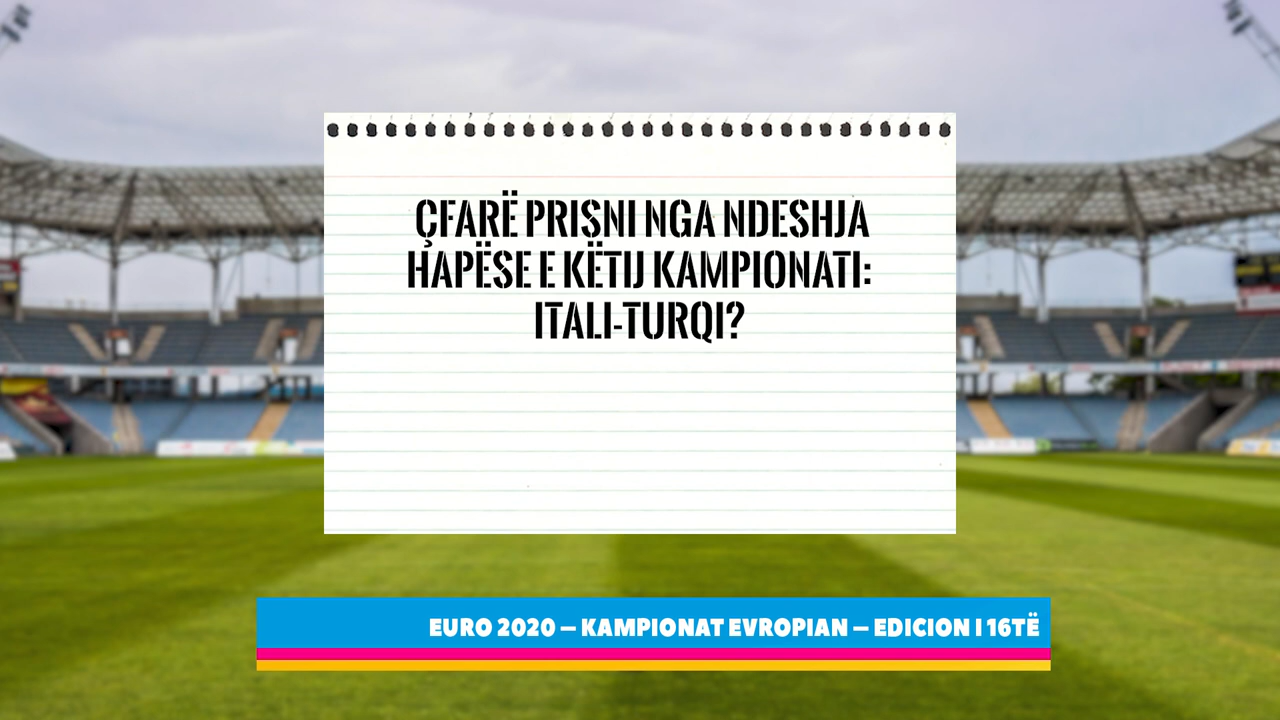 ÇFARË PRISNI NGA NDESHJA
HAPËSE E KËTIJ KAMPIONATI:
ITALI-TURQI?
EURO 2020 – KAMPIONAT EVROPIAN – EDICION I 16TË